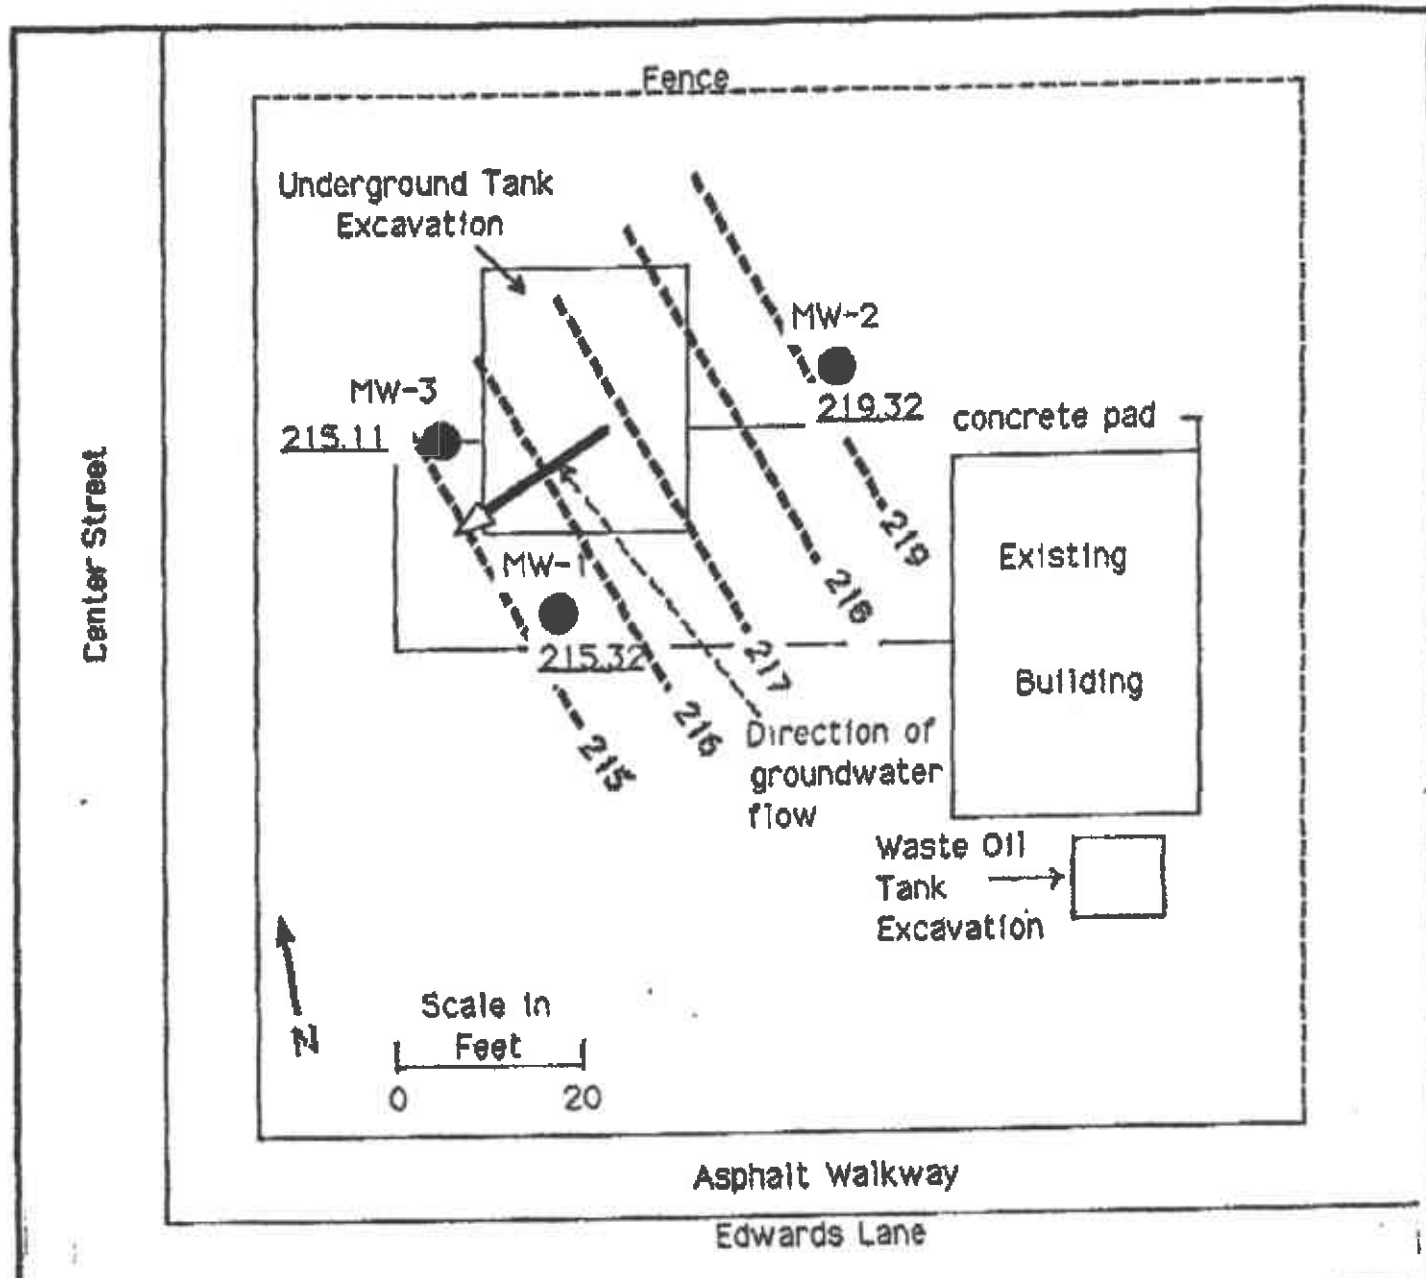 Fence
Underground Tank
Excavation
MW-2
219.32
MW-3
215.11
concrete pad
Center Street
219
Existing
218
MW-1
215.32
217
Building
216
215
Direction of
groundwater
flow
Waste Oil
Tank
Excavation
N
Scale in
Feet
0 20
Asphalt Walkway
Edwards Lane